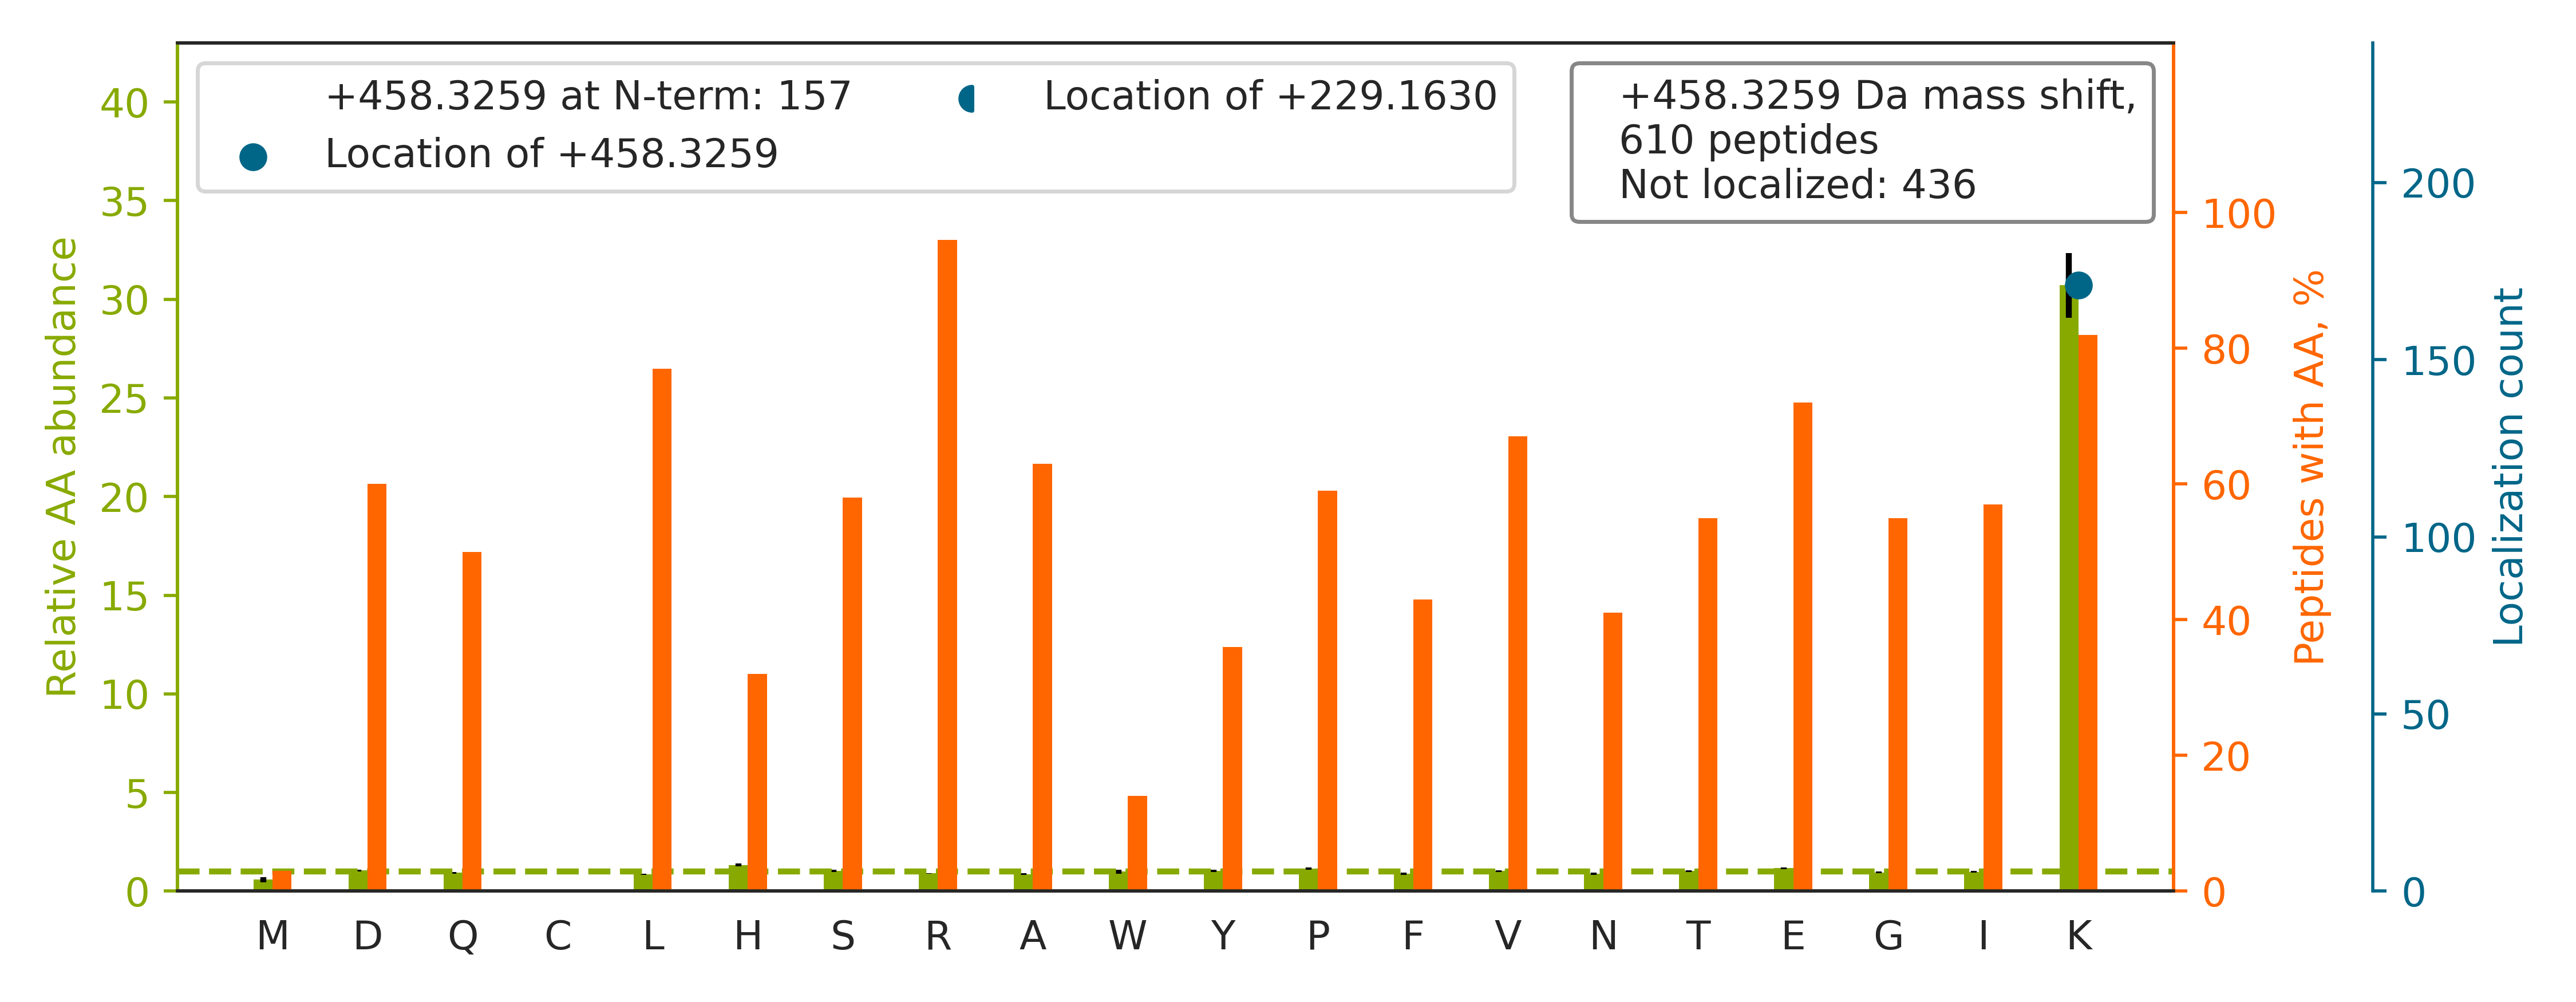 +458.3259 at N-term: 157
Location of +458.3259
Location of +229.1630
+458.3259 Da mass shift,
610 peptides
Not localized: 436
Relative AA abundance
40
35
30
25
20
15
10
5
0
M D Q C L H S R A W Y P F V N T E G I K
100
80
60
40
20
0
Peptides with AA, %
200
150
100
50
0
Localization count